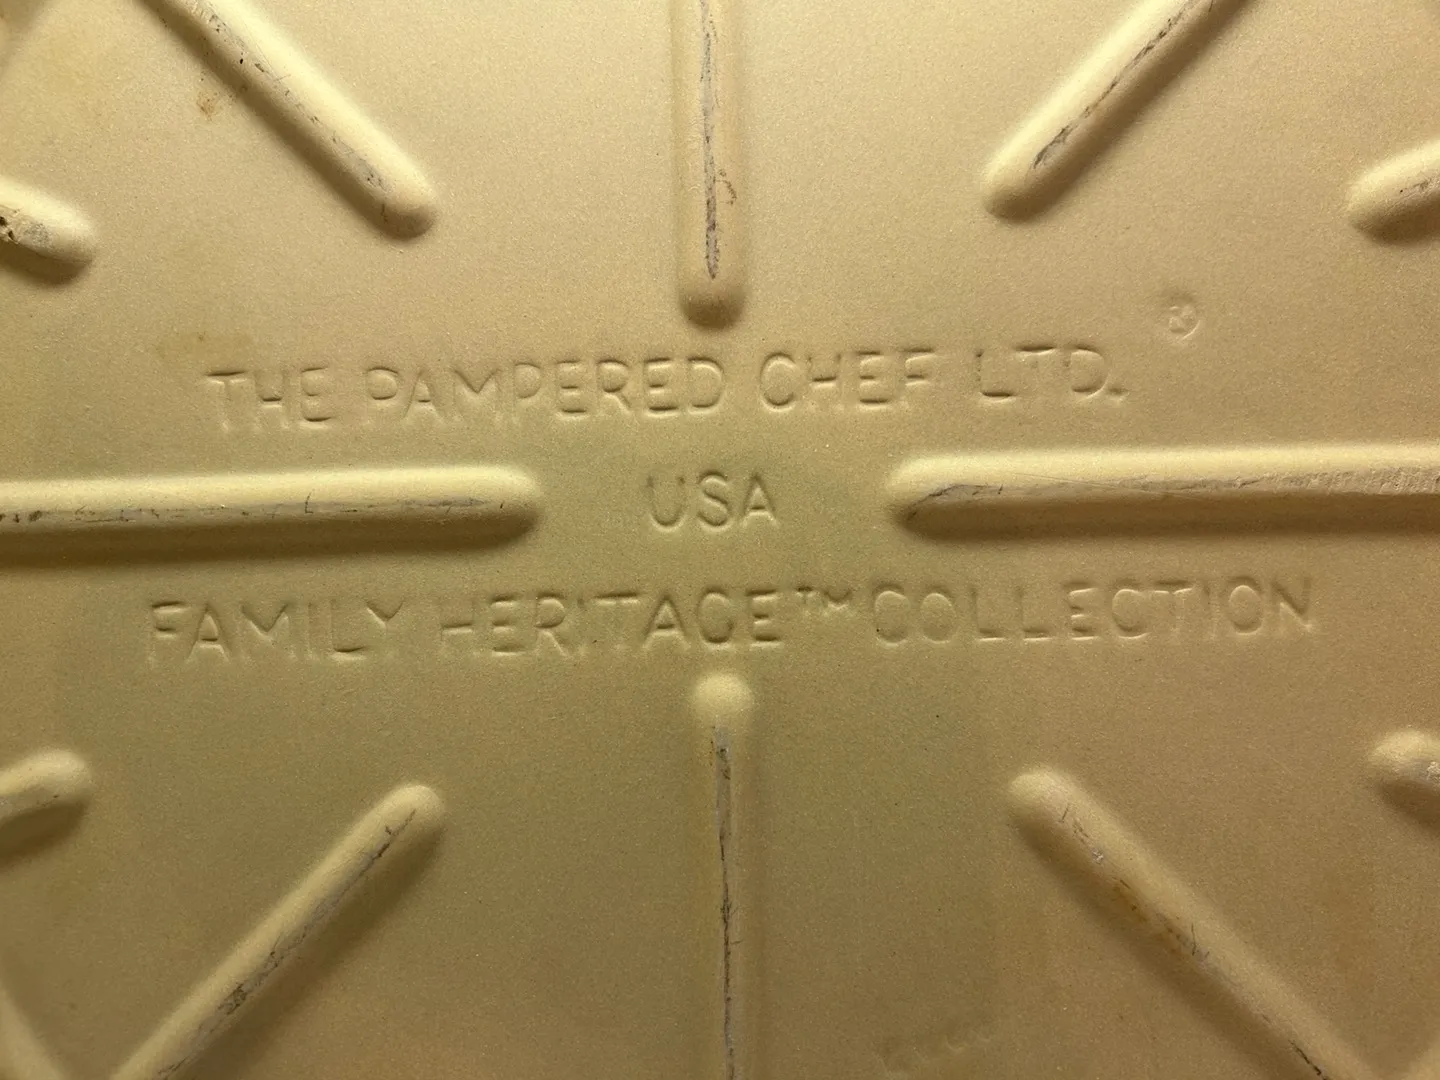 THE PAMPERED CHEF LTD.
USA
FAMILY HERITAGE™ COLLECTION